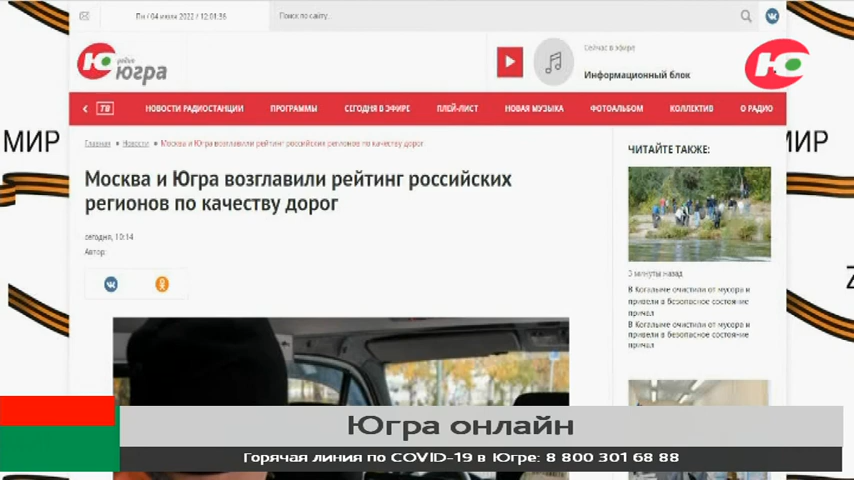 Пн / 04 июля 2022 / 12:01:36
Поиск по сайту...
радио
Югра
Сейчас в эфире
Информационный блок
Ю
ТВ
НОВОСТИ РАДИОСТАНЦИИ
ПРОГРАММЫ
СЕГОДНЯ В ЭФИРЕ
ПЛЕЙ-ЛИСТ
НОВАЯ МУЗЫКА
ФОТОАЛЬБОМ
КОЛЛЕКТИВ
О РАДИО
МИР
МИР
Главная
Новости
Москва и Югра возглавили рейтинг российских регионов по качеству дорог
Москва и Югра возглавили рейтинг российских
регионов по качеству дорог
сегодня, 10:14
Автор:
ЧИТАЙТЕ ТАКЖЕ:
3 минуты назад
В Когалыме очистили от мусора и
привели в безопасное состояние
причал
В Когалыме очистили от мусора и
привели в безопасное состояние
причал
Z
Югра онлайн
Горячая линия по COVID-19 в Югре: 8 800 301 68 88